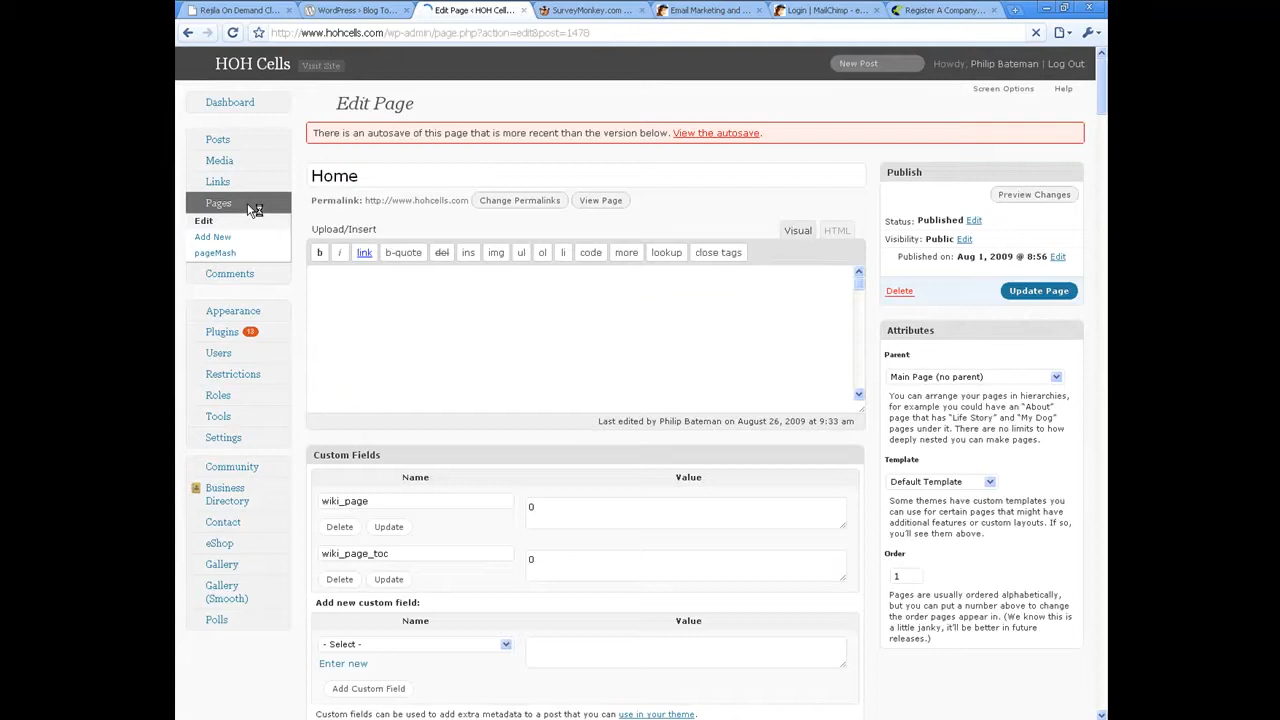 Rejila On Demand Cl...
WordPress › Blog To...
Edit Page ‹ HOH Cell...
SurveyMonkey.com ...
Email Marketing and ...
Login | MailChimp - e...
Register A Company...
http://www.hohcells.com/wp-admin/page.php?action=edit&post=1478
HOH Cells
Visit Site
New Post
Howdy, Philip Bateman | Log Out
Screen Options
Help
Dashboard
Posts
Media
Links
Pages
Edit
Add New
pageMash
Comments
Appearance
Plugins 13
Users
Restrictions
Roles
Tools
Settings
Community
Business
Directory
Contact
eShop
Gallery
Gallery
(Smooth)
Polls
Edit Page
There is an autosave of this page that is more recent than the version below. View the autosave.
Home
Permalink: http://www.hohcells.com
Change Permalinks
View Page
Upload/Insert
Visual
HTML
b
i
link
b-quote
del
ins
img
ul
ol
li
code
more
lookup
close tags
Last edited by Philip Bateman on August 26, 2009 at 9:33 am
Custom Fields
Name
Value
wiki_page
0
Delete
Update
wiki_page_toc
0
Delete
Update
Add new custom field:
Name
Value
- Select -
Enter new
Add Custom Field
Custom fields can be used to add extra metadata to a post that you can use in your theme.
Publish
Preview Changes
Status: Published Edit
Visibility: Public Edit
Published on: Aug 1, 2009 @ 8:56 Edit
Delete
Update Page
Attributes
Parent
Main Page (no parent)
You can arrange your pages in hierarchies,
for example you could have an "About"
page that has "Life Story" and "My Dog"
pages under it. There are no limits to how
deeply nested you can make pages.
Template
Default Template
Some themes have custom templates you
can use for certain pages that might have
additional features or custom layouts. If so,
you'll see them above.
Order
1
Pages are usually ordered alphabetically,
but you can put a number above to change
the order pages appear in. (We know this is
a little janky, it'll be better in future
releases.)